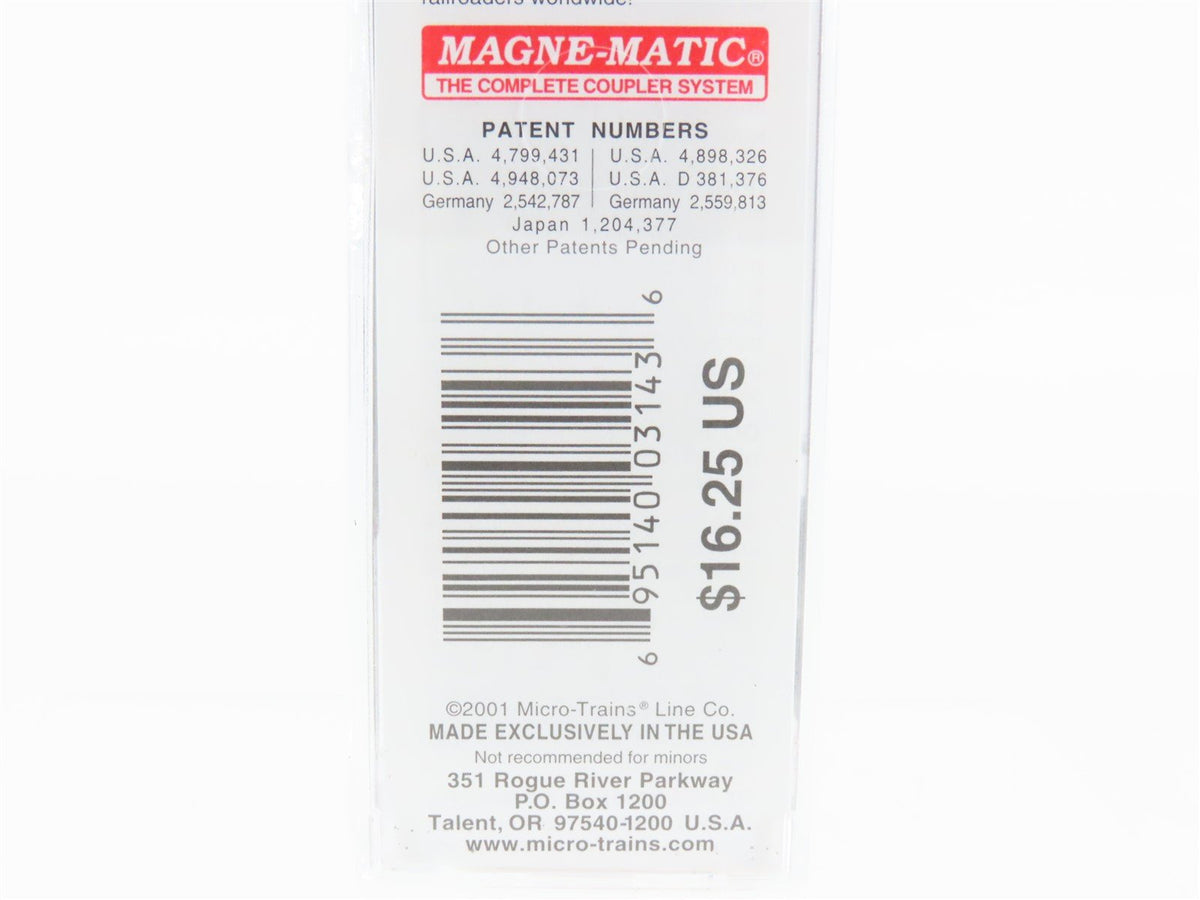 railroaders worldwide!
MAGNE-MATIC®
THE COMPLETE COUPLER SYSTEM
PATENT NUMBERS
U.S.A. 4,799,431 | U.S.A. 4,898,326
U.S.A. 4,948,073 | U.S.A. D 381,376
Germany 2,542,787 | Germany 2,559,813
Japan 1,204,377
Other Patents Pending
6 95140 03143 6
$16.25 US
©2001 Micro-Trains® Line Co.
MADE EXCLUSIVELY IN THE USA
Not recommended for minors
351 Rogue River Parkway
P.O. Box 1200
Talent, OR 97540-1200 U.S.A.
www.micro-trains.com